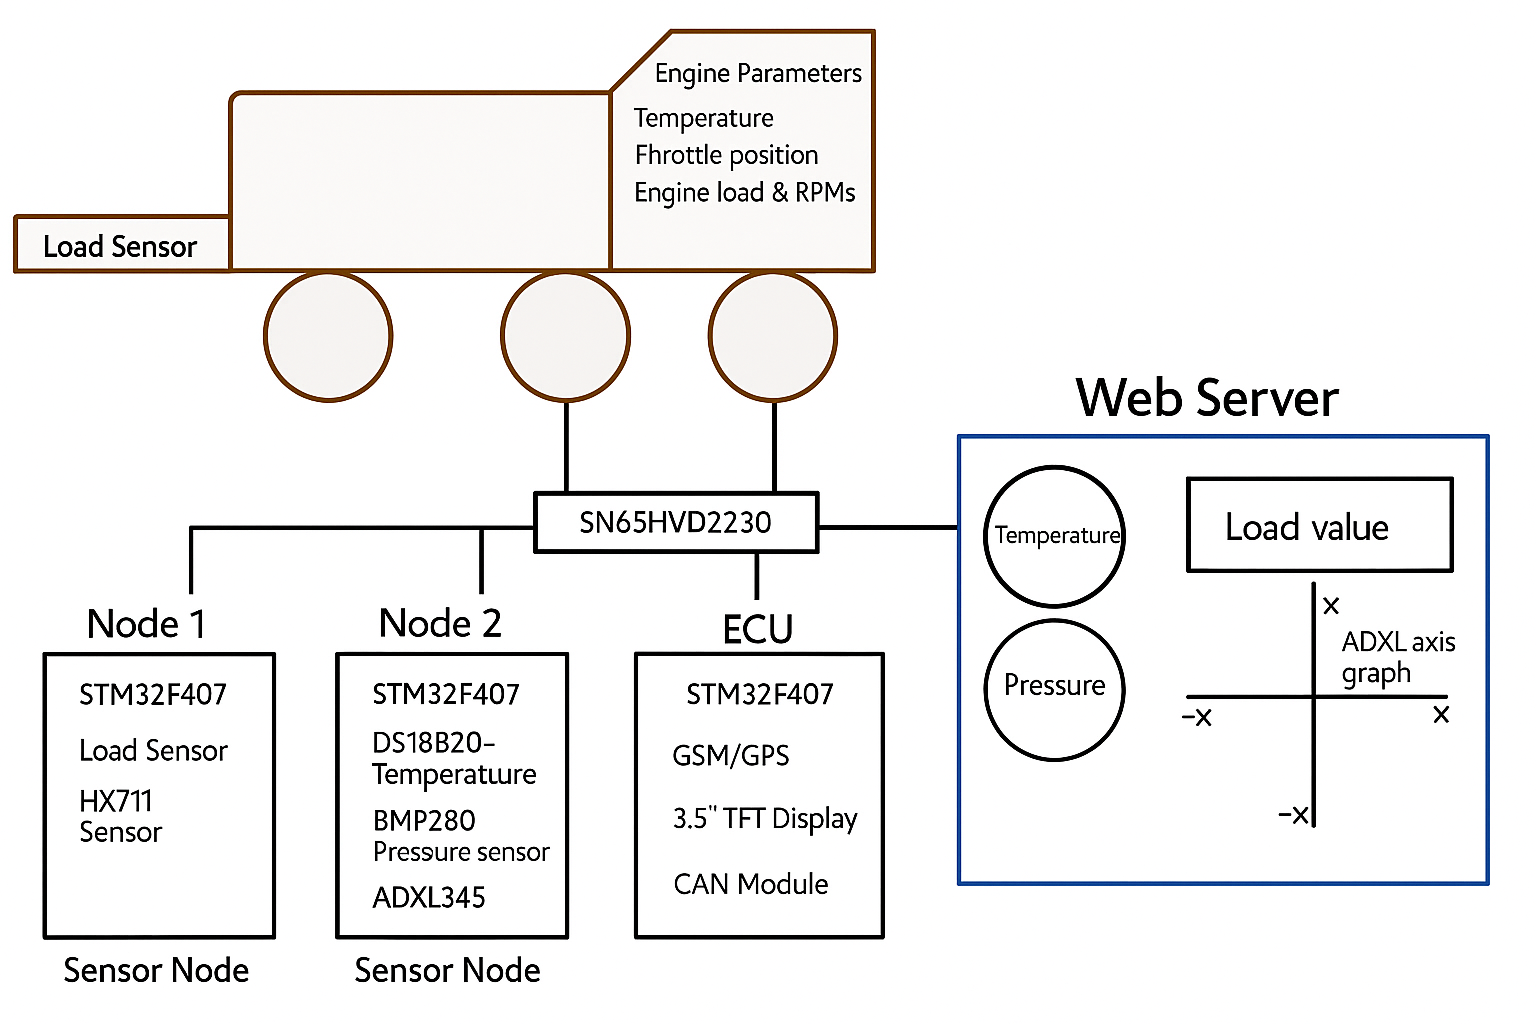 Engine Parameters
Temperature
Fhrottle position
Engine load & RPMs
Load Sensor
Web Server
SN65HVD2230
Temperature
Load value
Pressure
x
ADXL axis
graph
-x
x
-x
Node 1
STM32F407
Load Sensor
HX711
Sensor
Sensor Node
Node 2
STM32F407
DS18B20-
Temperatuure
BMP280
Pressure sensor
ADXL345
Sensor Node
ECU
STM32F407
GSM/GPS
3.5" TFT Display
CAN Module